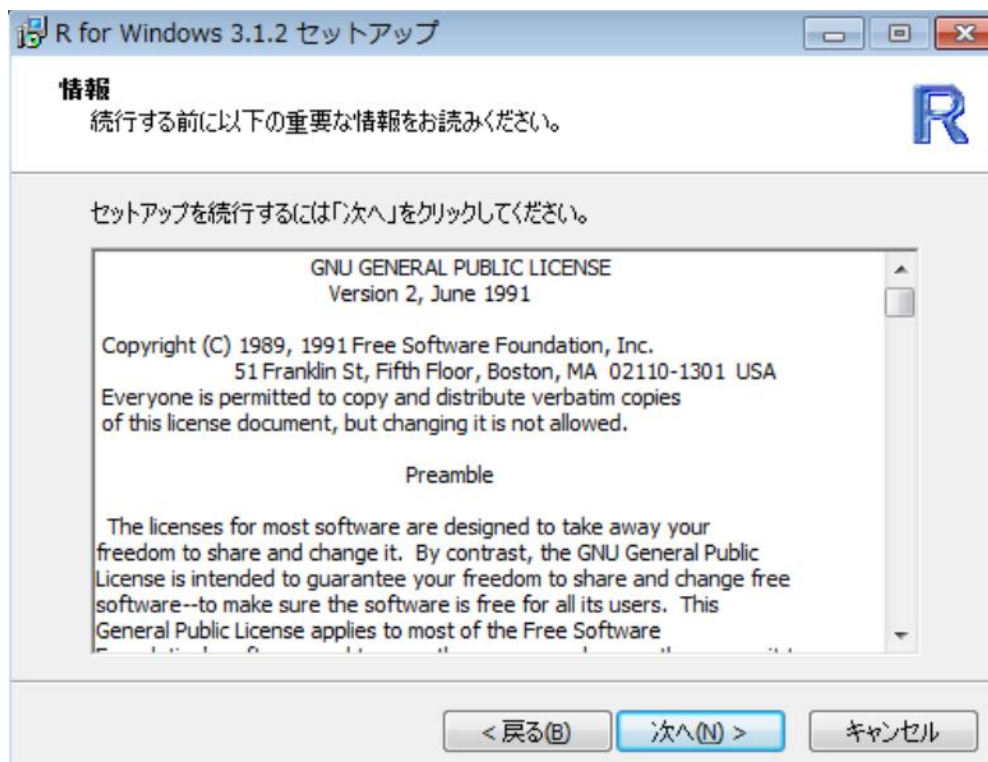 R for Windows 3.1.2 セットアップ
情報
続行する前に以下の重要な情報をお読みください。
R
セットアップを続行するには「次へ」をクリックしてください。
GNU GENERAL PUBLIC LICENSE
Version 2, June 1991
Copyright (C) 1989, 1991 Free Software Foundation, Inc.
51 Franklin St, Fifth Floor, Boston, MA 02110-1301 USA
Everyone is permitted to copy and distribute verbatim copies
of this license document, but changing it is not allowed.
Preamble
The licenses for most software are designed to take away your
freedom to share and change it. By contrast, the GNU General Public
License is intended to guarantee your freedom to share and change free
software--to make sure the software is free for all its users. This
General Public License applies to most of the Free Software
< 戻る(B)
次へ(N) >
キャンセル